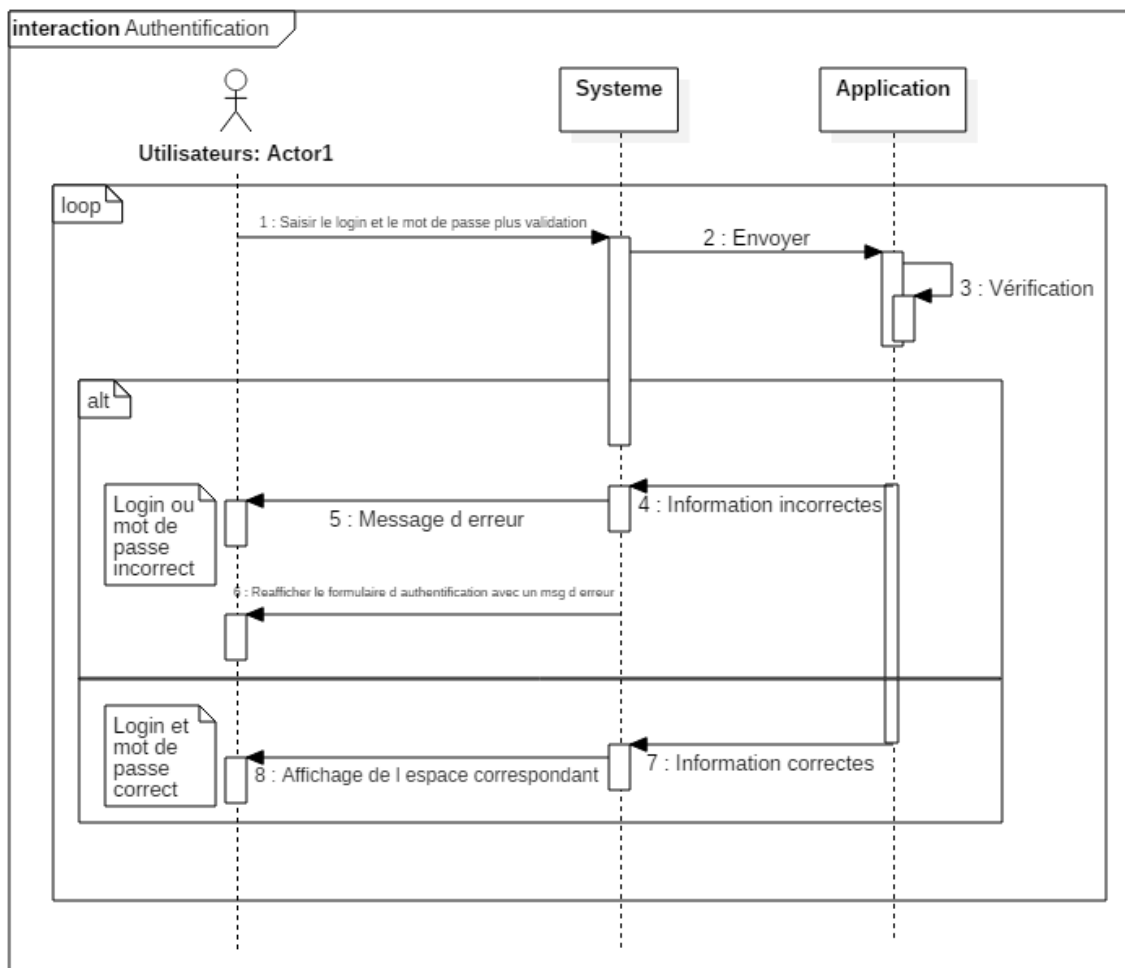 interaction Authentification
Systeme
Application
Utilisateurs: Actor1
loop
1 : Saisir le login et le mot de passe plus validation
2 : Envoyer
3 : Vérification
alt
Login ou
mot de
passe
incorrect
4 : Information incorrectes
5 : Message d erreur
6 : Reafficher le formulaire d authentification avec un msg d erreur
Login et
mot de
passe
correct
7 : Information correctes
8 : Affichage de l espace correspondant